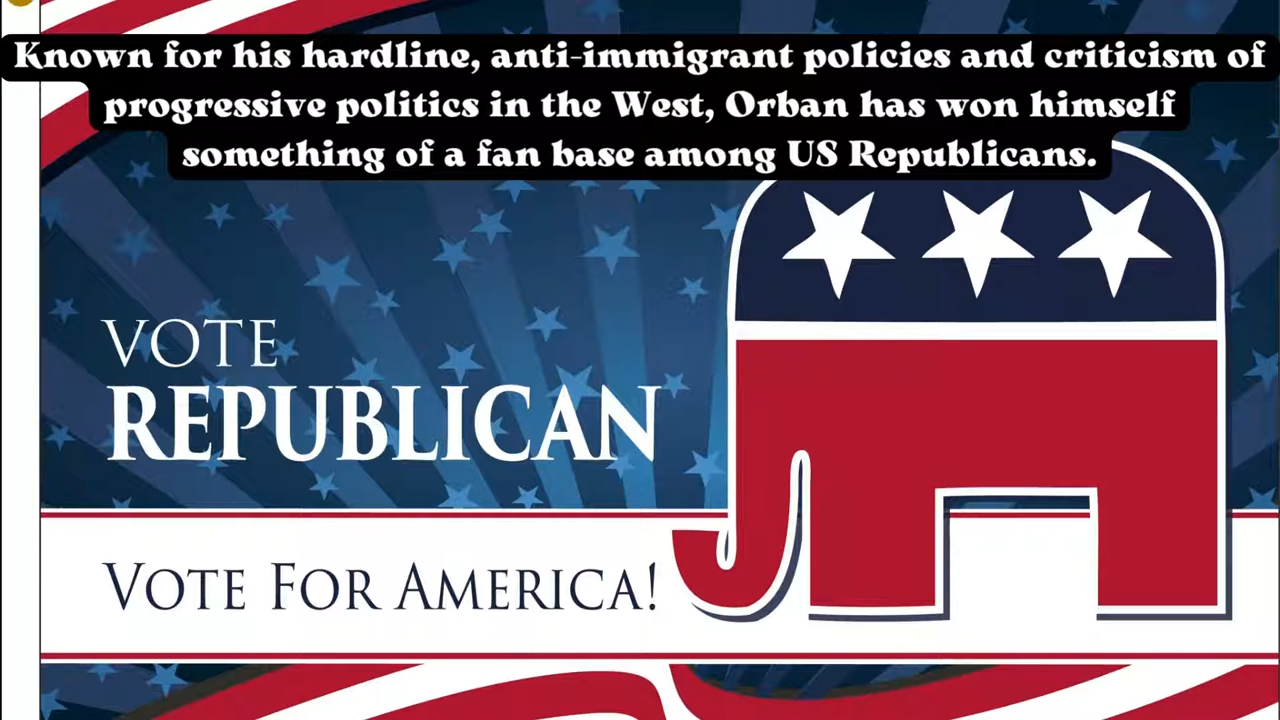 Known for his hardline, anti-immigrant policies and criticism of
progressive politics in the West, Orban has won himself
something of a fan base among US Republicans.
VOTE
REPUBLICAN
VOTE FOR AMERICA!